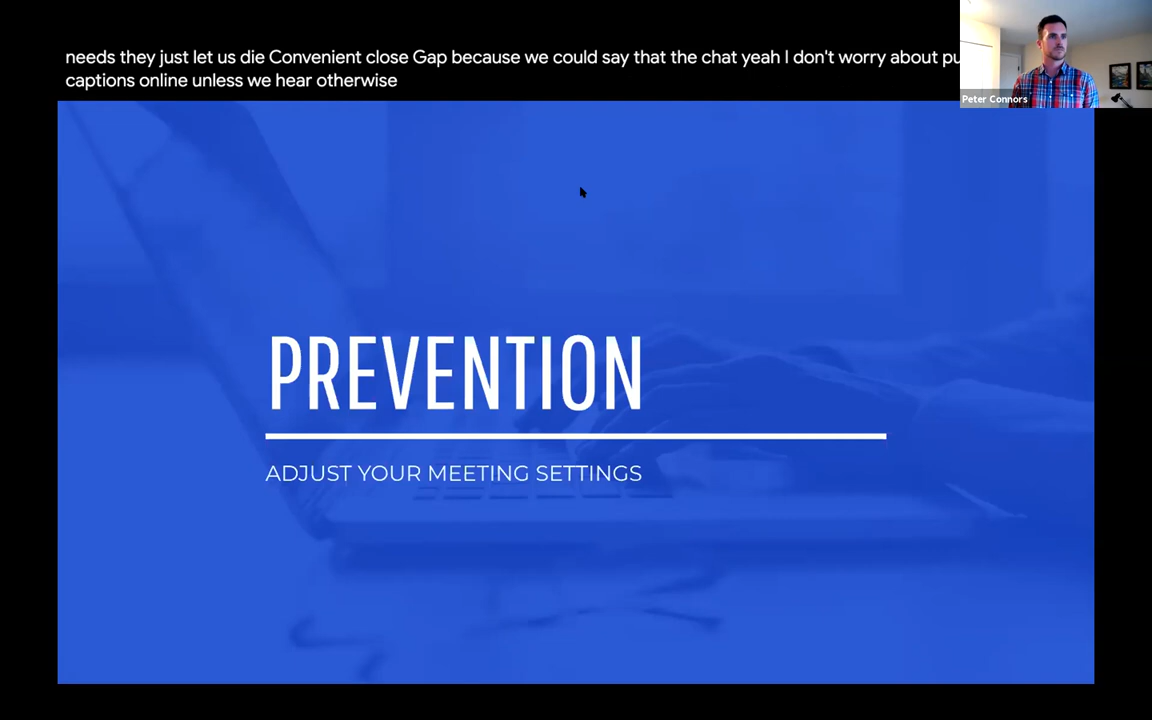 needs they just let us die Convenient close Gap because we could say that the chat yeah I don't worry about pu
captions online unless we hear otherwise
Peter Connors
PREVENTION
ADJUST YOUR MEETING SETTINGS